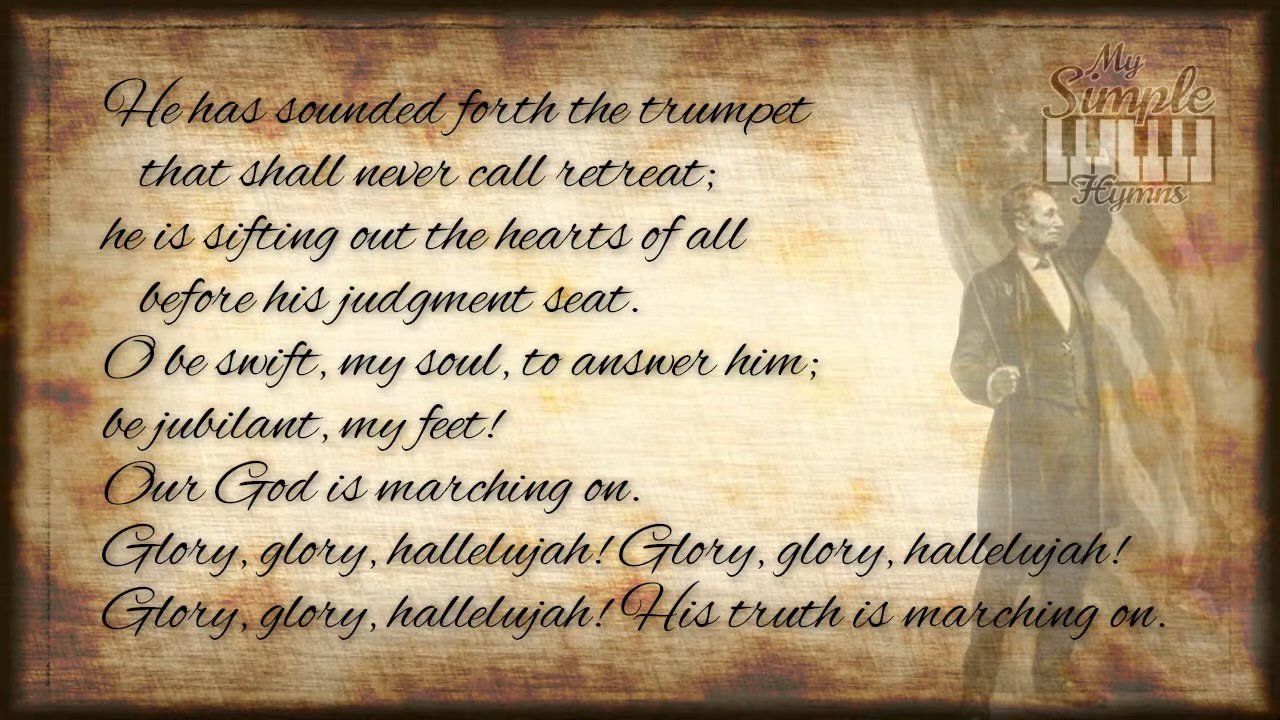 He has sounded forth the trumpet
that shall never call retreat;
he is sifting out the hearts of all
before his judgment seat.
O be swift, my soul, to answer him;
be jubilant, my feet!
Our God is marching on.
Glory, glory, hallelujah! Glory, glory, hallelujah!
Glory, glory, hallelujah! His truth is marching on.
My
Simple
Hymns